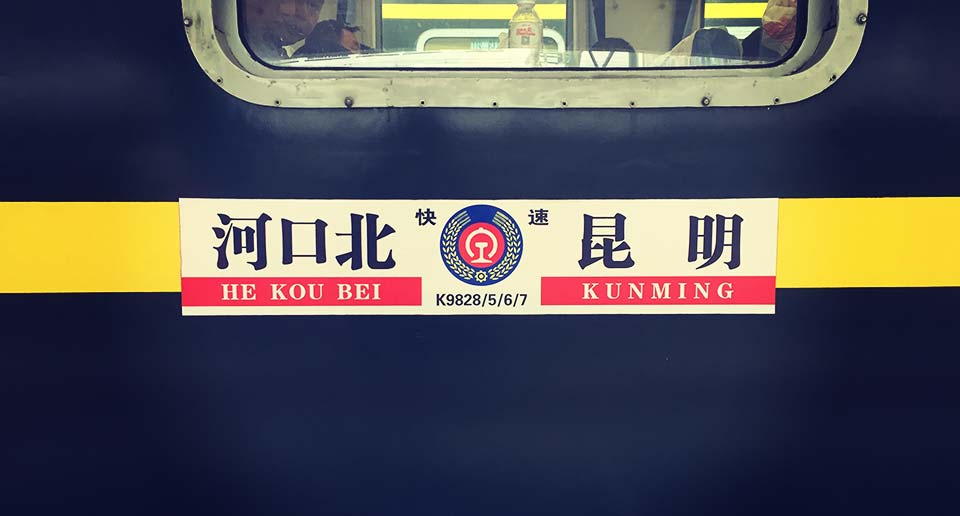 河口北 快 速 昆 明
HE KOU BEI K9828/5/6/7 KUNMING